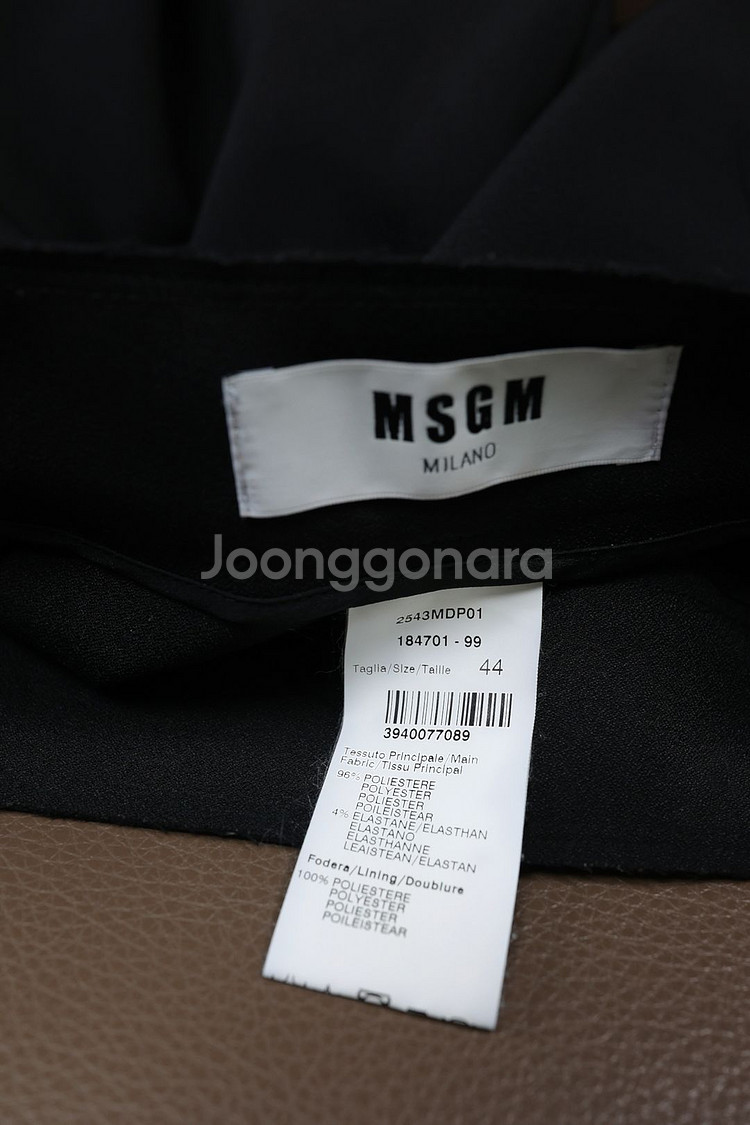 MSGM
MILANO
Joonggonara
2543MDP01
184701 - 99
Taglia/Size/Taille 44
3940077089
Tessuto Principale/Main
Fabric/Tissu Principal
96% POLIESTERE
POLYESTER
POLIESTER
POILEISTEAR
4% ELASTANE/ELASTHAN
ELASTANO
ELASTHANNE
LEAISTEAN/ELASTAN
Fodera/Lining/Doublure
100% POLIESTERE
POLYESTER
POLIESTER
POILEISTEAR